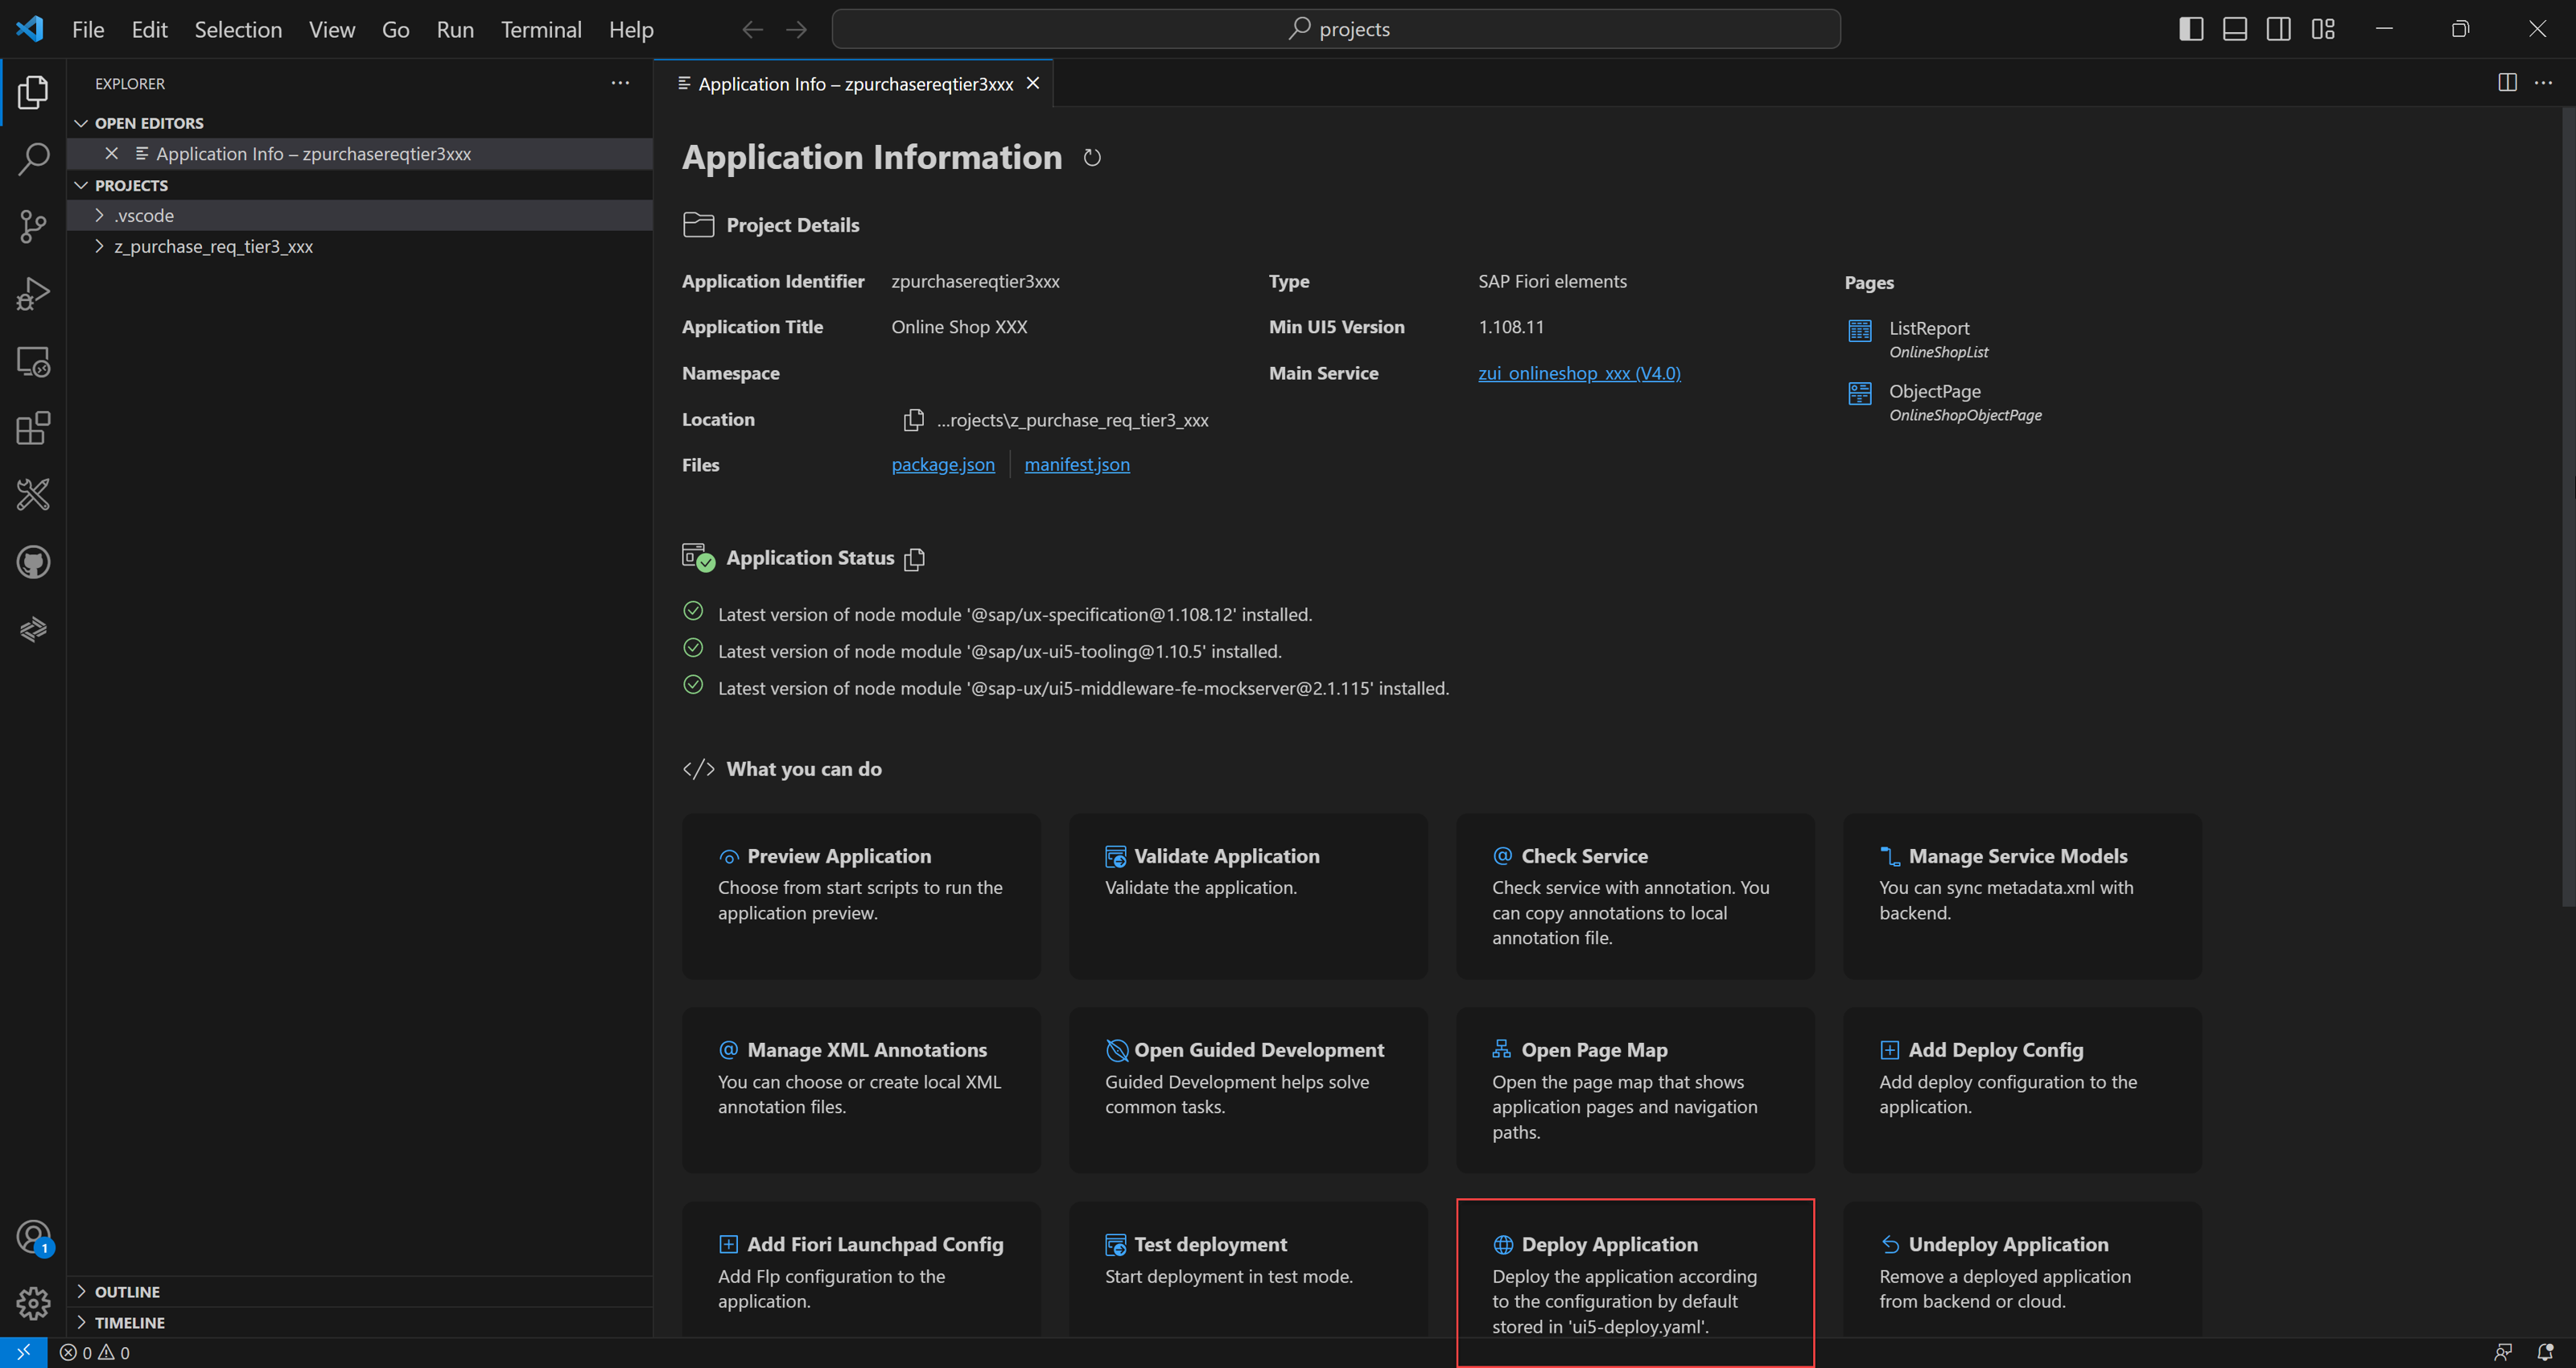 File Edit Selection View Go Run Terminal Help
projects
EXPLORER
OPEN EDITORS
Application Info – zpurchasereqtier3xxx
PROJECTS
.vscode
z_purchase_req_tier3_xxx
OUTLINE
TIMELINE
Application Info – zpurchasereqtier3xxx
Application Information
Project Details
Application Identifier zpurchasereqtier3xxx
Application Title Online Shop XXX
Namespace
Location ...rojects\z_purchase_req_tier3_xxx
Files package.json manifest.json
Type SAP Fiori elements
Min UI5 Version 1.108.11
Main Service zui_onlineshop_xxx (V4.0)
Pages
ListReport
OnlineShopList
ObjectPage
OnlineShopObjectPage
Application Status
Latest version of node module '@sap/ux-specification@1.108.12' installed.
Latest version of node module '@sap/ux-ui5-tooling@1.10.5' installed.
Latest version of node module '@sap-ux/ui5-middleware-fe-mockserver@2.1.115' installed.
What you can do
Preview Application
Choose from start scripts to run the
application preview.
Validate Application
Validate the application.
Check Service
Check service with annotation. You
can copy annotations to local
annotation file.
Manage Service Models
You can sync metadata.xml with
backend.
Manage XML Annotations
You can choose or create local XML
annotation files.
Open Guided Development
Guided Development helps solve
common tasks.
Open Page Map
Open the page map that shows
application pages and navigation
paths.
Add Deploy Config
Add deploy configuration to the
application.
Add Fiori Launchpad Config
Add Flp configuration to the
application.
Test deployment
Start deployment in test mode.
Deploy Application
Deploy the application according
to the configuration by default
stored in 'ui5-deploy.yaml'.
Undeploy Application
Remove a deployed application
from backend or cloud.
1
0 0